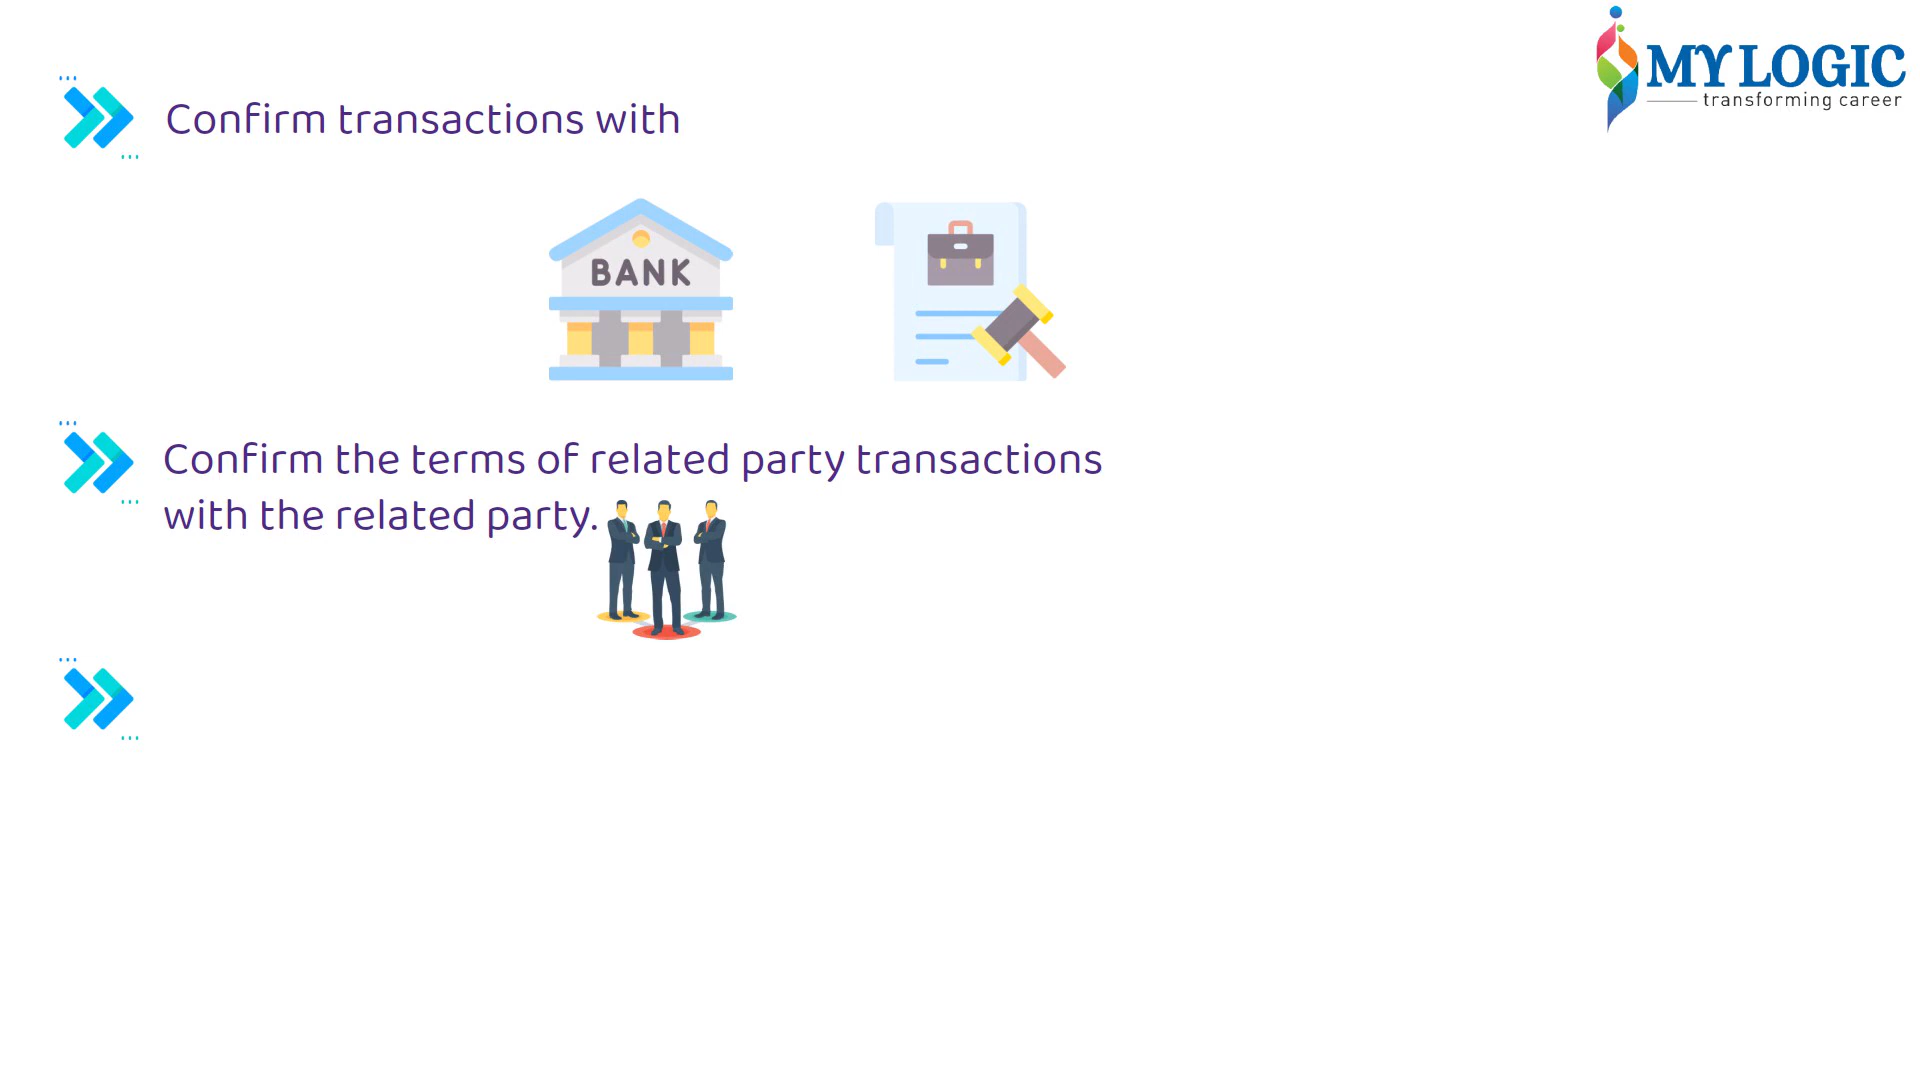 MY LOGIC
transforming career
Confirm transactions with
BANK
Confirm the terms of related party transactions
with the related party.